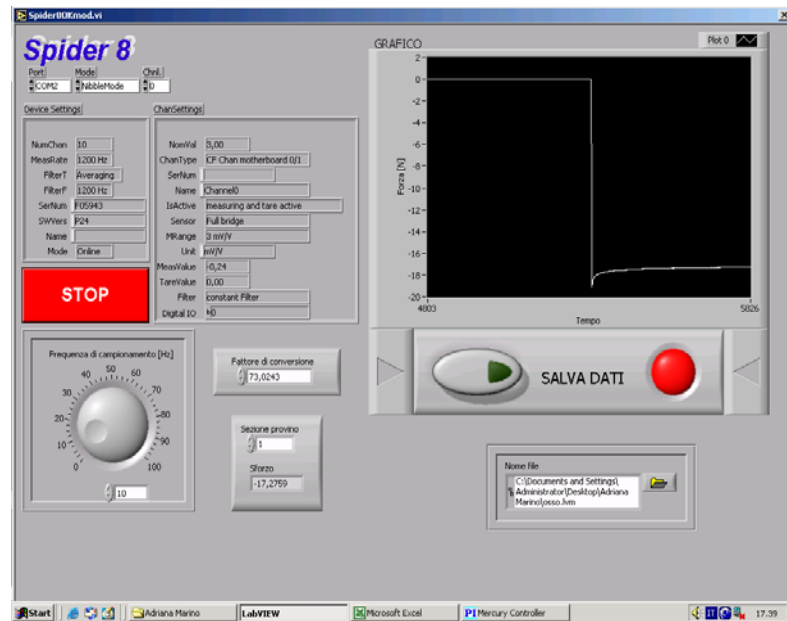 Spider8OKmod.vi
Spider 8
Port Mode Chnl.
COM2 NibbleMode 0
Device Settings
NumChan 10
MeasRate 1200 Hz
FilterT Averaging
FilterF 1200 Hz
SerNum F05943
SWVers P24
Name
Mode Online
STOP
ChanSettings
NomVal 3,00
ChanType CF Chan motherboard 0/1
SerNum
Name Channel0
IsActive measuring and tare active
Sensor Full bridge
MRange 3 mV/V
Unit mV/V
MeasValue -0,24
TareValue 0,00
Filter constant Filter
Digital IO 0
GRAFICO
Plot 0
2
0
-2
-4
-6
-8
-10
-12
-14
-16
-18
-20
Forza [N]
4803 5826
Tempo
SALVA DATI
Frequenza di campionamento [Hz]
0 10 20 30 40 50 60 70 80 90 100
10
Fattore di conversione
73,0243
Sezione provino
1
Sforzo
-17,2759
Nome file
C:\Documents and Settings\
Administrator\Desktop\Adriana
Marino\osso.lvm
Start Adriana Marino LabVIEW Microsoft Excel PI Mercury Controller IT 17.39